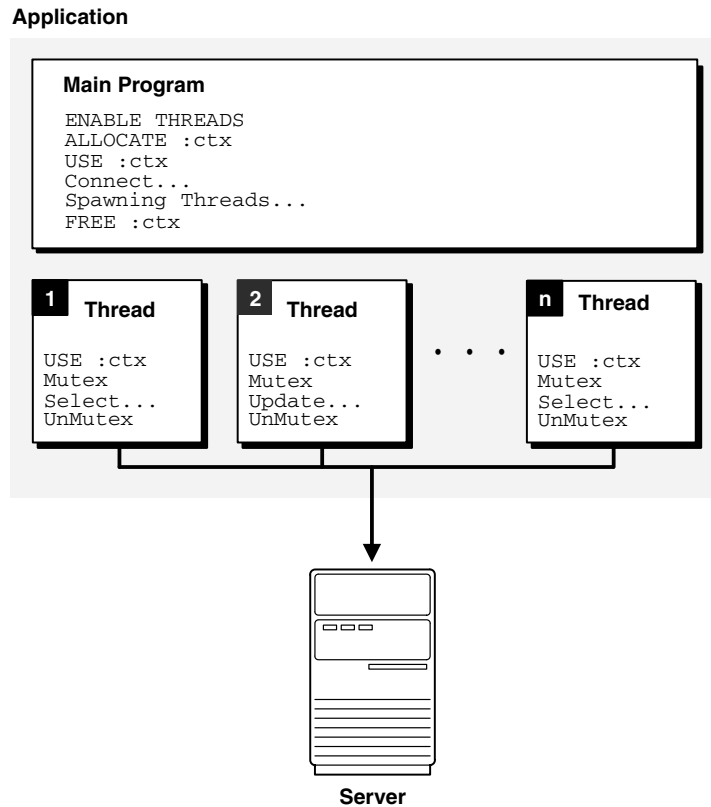 Application
Main Program
ENABLE THREADS
ALLOCATE :ctx
USE :ctx
Connect...
Spawning Threads...
FREE :ctx
1 Thread
USE :ctx
Mutex
Select...
UnMutex
2 Thread
USE :ctx
Mutex
Update...
UnMutex
. . .
n Thread
USE :ctx
Mutex
Select...
UnMutex
Server